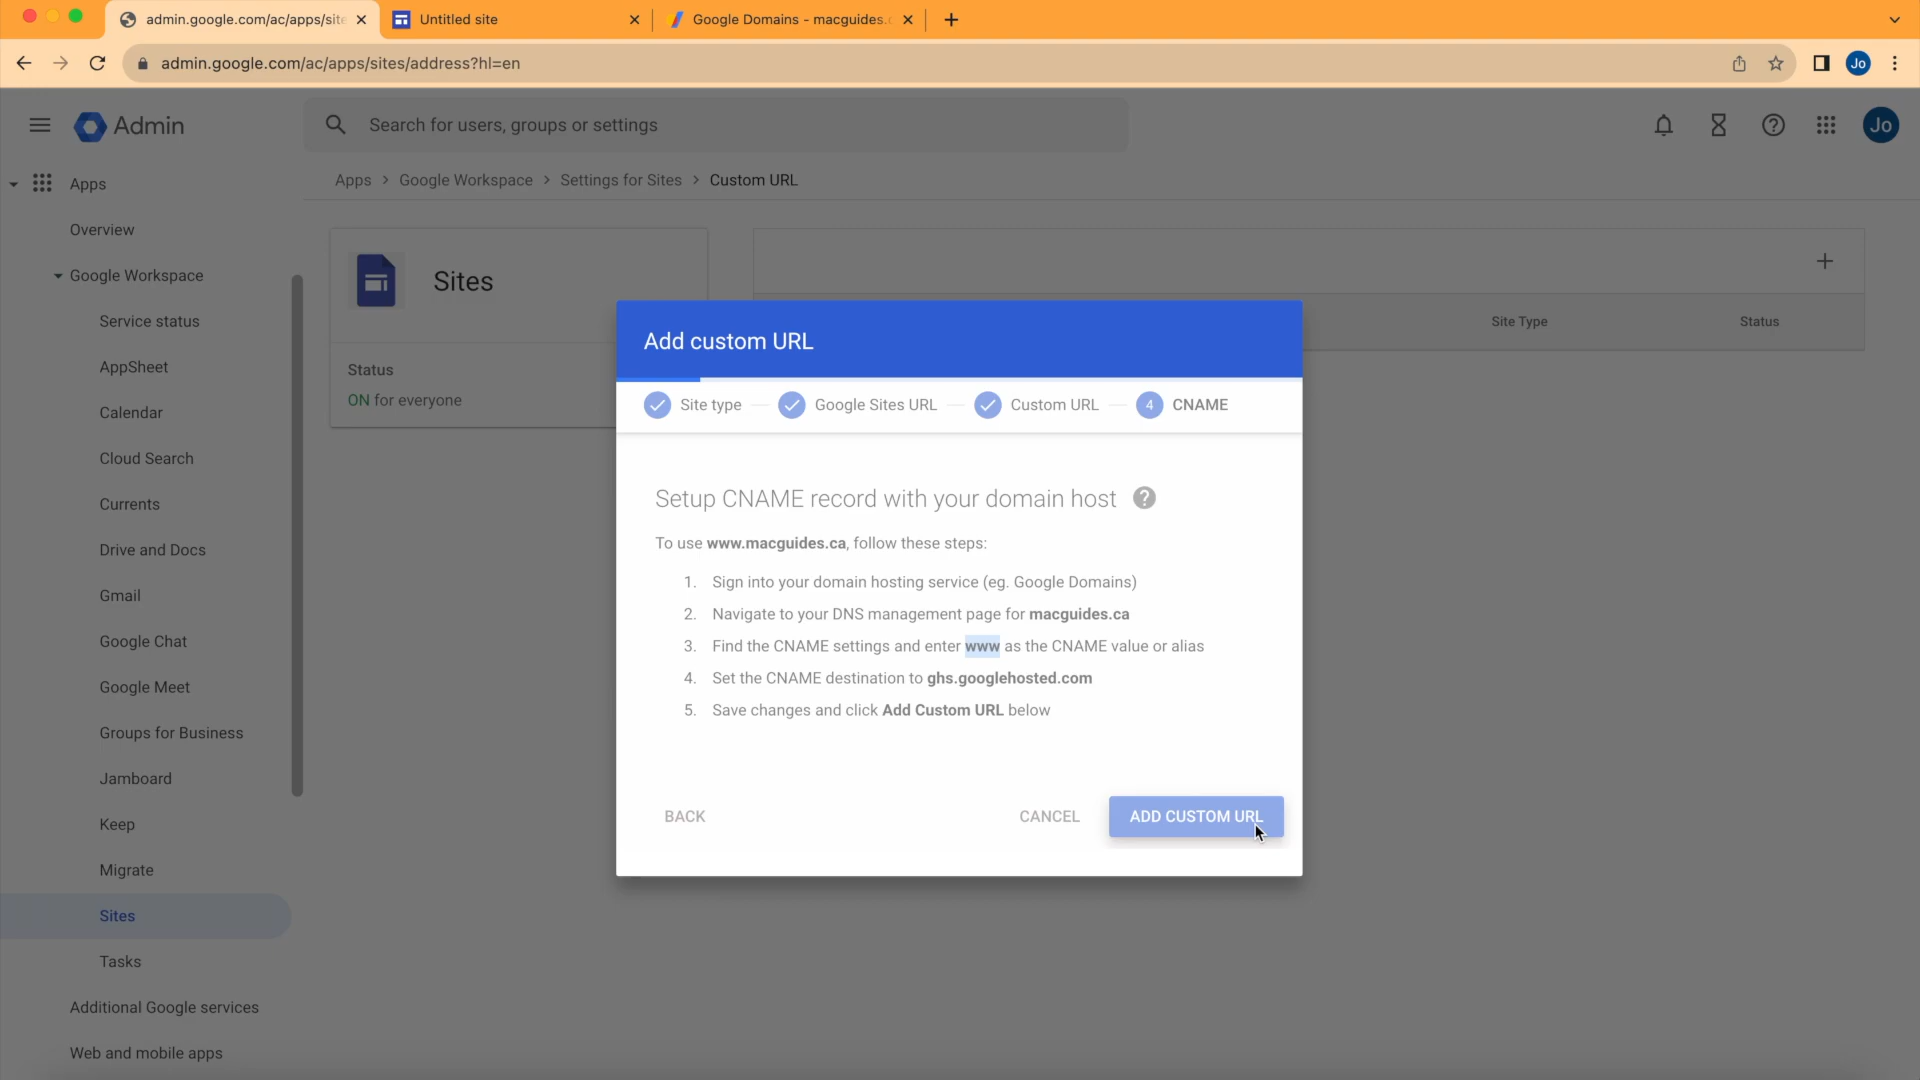 admin.google.com/ac/apps/site
Untitled site
Google Domains - macguides.c
admin.google.com/ac/apps/sites/address?hl=en
Jo
Admin
Search for users, groups or settings
Jo
Apps
Apps > Google Workspace > Settings for Sites > Custom URL
Overview
Google Workspace
Sites
Service status
Site Type
Status
Add custom URL
AppSheet
Status
ON for everyone
Calendar
Site type
Google Sites URL
Custom URL
4 CNAME
Cloud Search
Currents
Setup CNAME record with your domain host ?
Drive and Docs
To use www.macguides.ca, follow these steps:
1. Sign into your domain hosting service (eg. Google Domains)
Gmail
2. Navigate to your DNS management page for macguides.ca
Google Chat
3. Find the CNAME settings and enter www as the CNAME value or alias
Google Meet
4. Set the CNAME destination to ghs.googlehosted.com
5. Save changes and click Add Custom URL below
Groups for Business
Jamboard
Keep
BACK
CANCEL
ADD CUSTOM URL
Migrate
Sites
Tasks
Additional Google services
Web and mobile apps